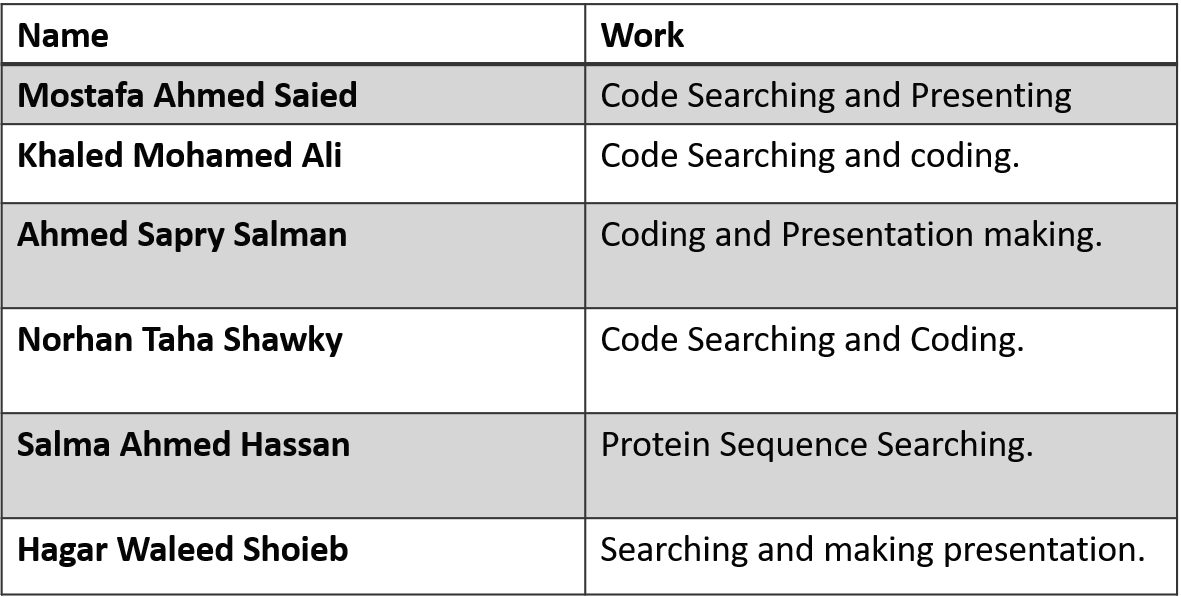 Name Work
Mostafa Ahmed Saied Code Searching and Presenting
Khaled Mohamed Ali Code Searching and coding.
Ahmed Sapry Salman Coding and Presentation making.
Norhan Taha Shawky Code Searching and Coding.
Salma Ahmed Hassan Protein Sequence Searching.
Hagar Waleed Shoieb Searching and making presentation.